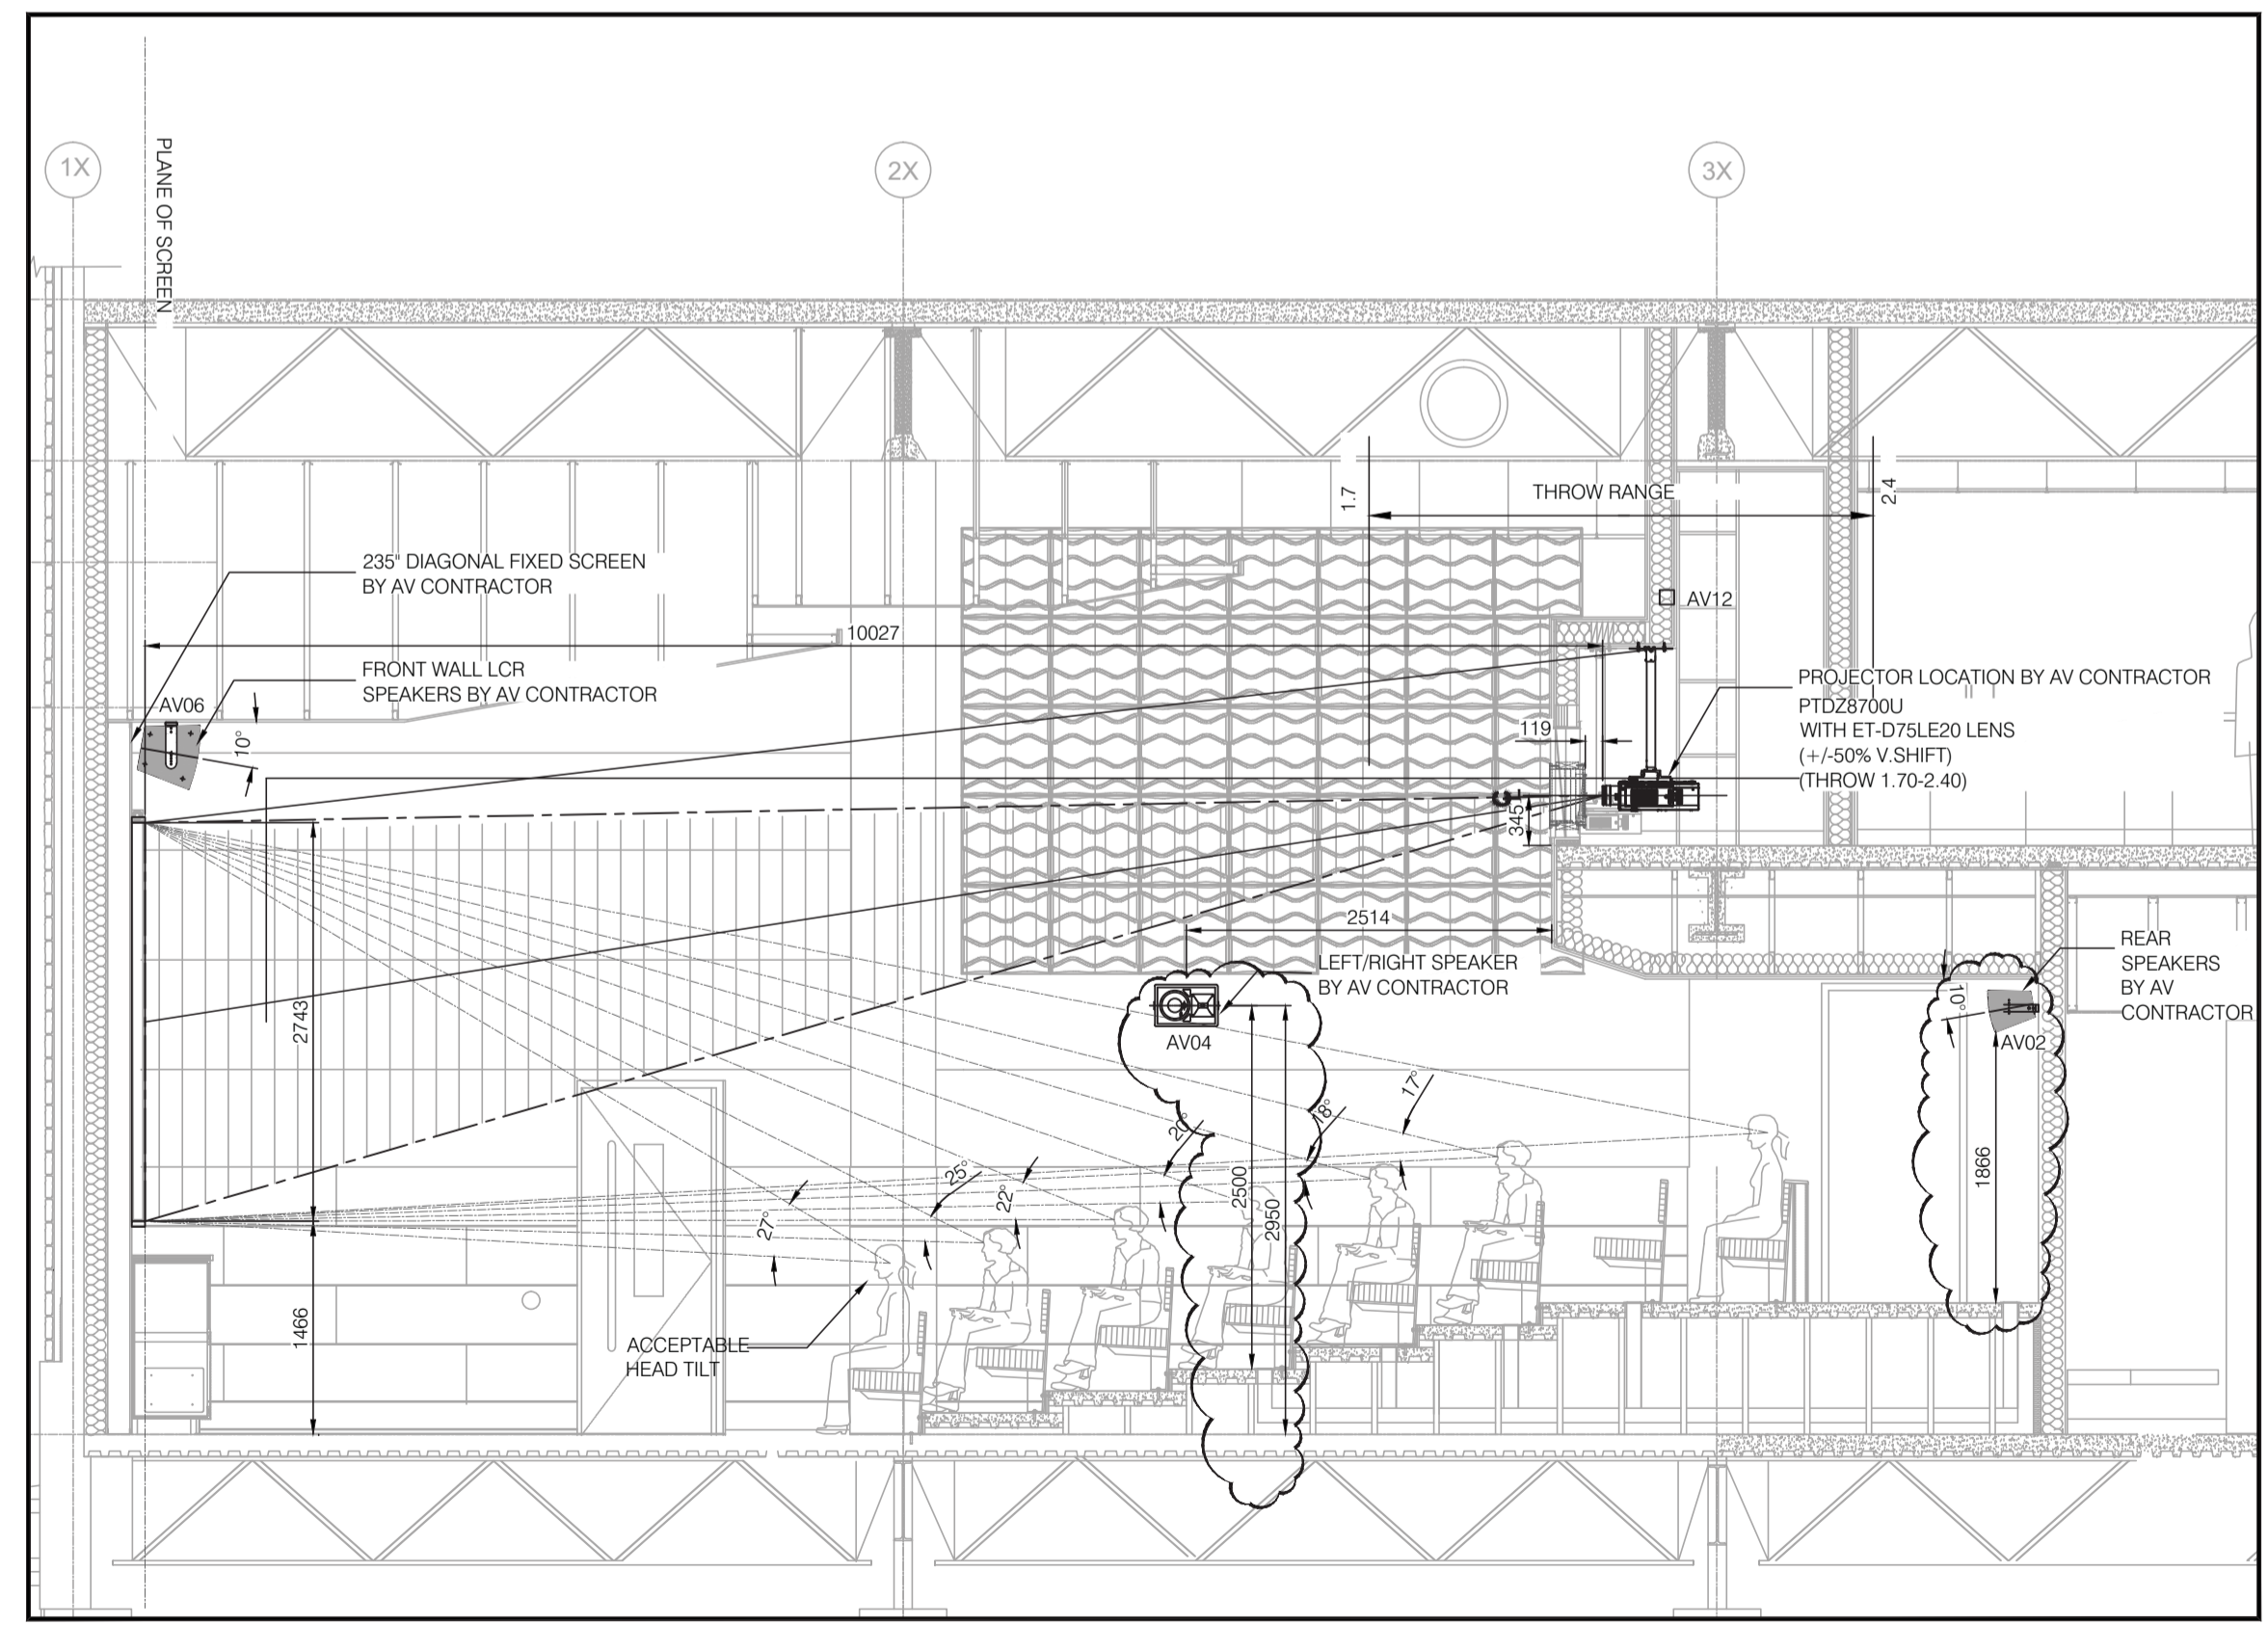 1X
2X
3X
PLANE OF SCREEN
1.7
THROW RANGE
2.4
235" DIAGONAL FIXED SCREEN
BY AV CONTRACTOR
10027
AV12
FRONT WALL LCR
SPEAKERS BY AV CONTRACTOR
AV06
10°
PROJECTOR LOCATION BY AV CONTRACTOR
PTDZ8700U
WITH ET-D75LE20 LENS
(+/-50% V.SHIFT)
(THROW 1.70-2.40)
119
345
2514
LEFT/RIGHT SPEAKER
BY AV CONTRACTOR
REAR
SPEAKERS
BY AV
CONTRACTOR
10°
AV04
AV02
2743
17°
18°
20°
25°
22°
27°
2500
2950
1866
1466
ACCEPTABLE
HEAD TILT